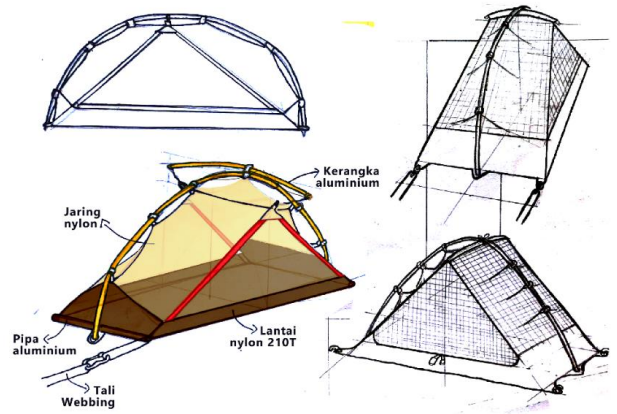 Kerangka
aluminium
Jaring
nylon
Pipa
aluminium
Lantai
nylon 210T
Tali
Webbing